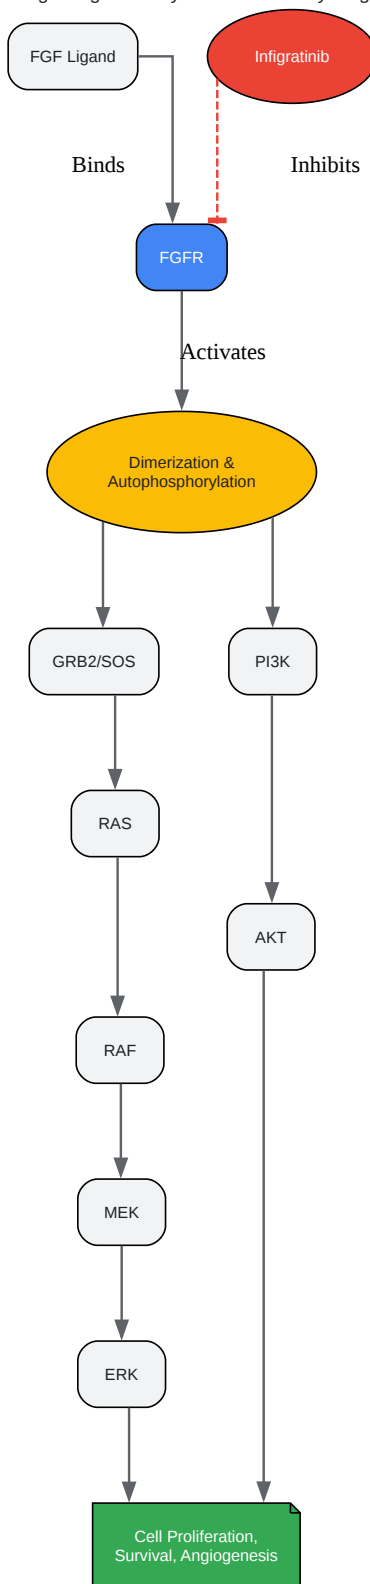 FGF Ligand
Infigratinib
Binds
Inhibits
FGFR
Activates
Dimerization &
Autophosphorylation
GRB2/SOS
PI3K
RAS
AKT
RAF
MEK
ERK
Cell Proliferation,
Survival, Angiogenesis